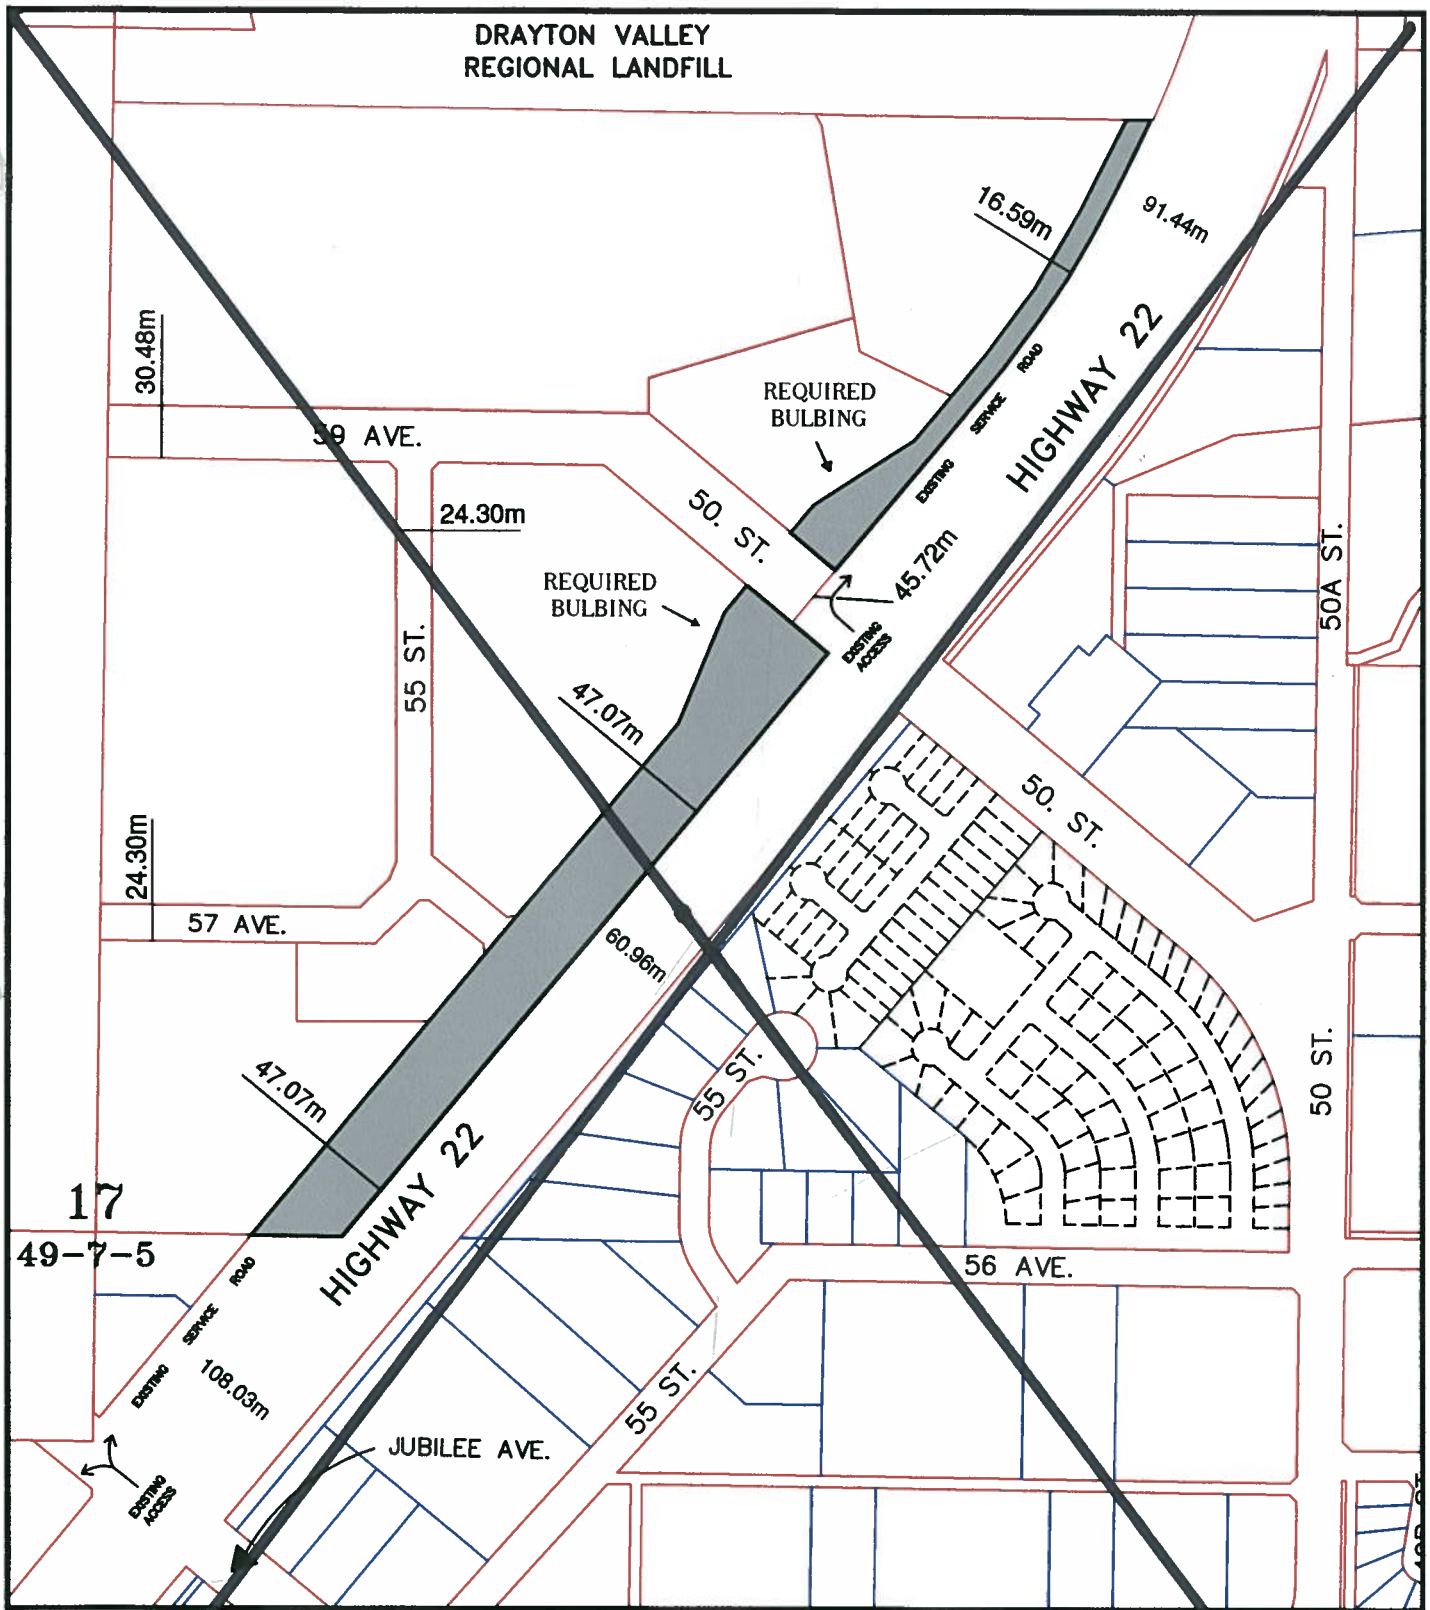 DRAYTON VALLEY
REGIONAL LANDFILL
16.59m
91.44m
30.48m
HIGHWAY 22
EXISTING SERVICE ROAD
REQUIRED
BULBING
59 AVE.
50. ST.
24.30m
45.72m
50A ST.
REQUIRED
BULBING
EXISTING
ACCESS
55 ST.
47.07m
50. ST.
24.30m
57 AVE.
60.96m
47.07m
55 ST.
50 ST.
HIGHWAY 22
17
49-7-5
56 AVE.
EXISTING SERVICE ROAD
108.03m
55 ST.
JUBILEE AVE.
EXISTING
ACCESS